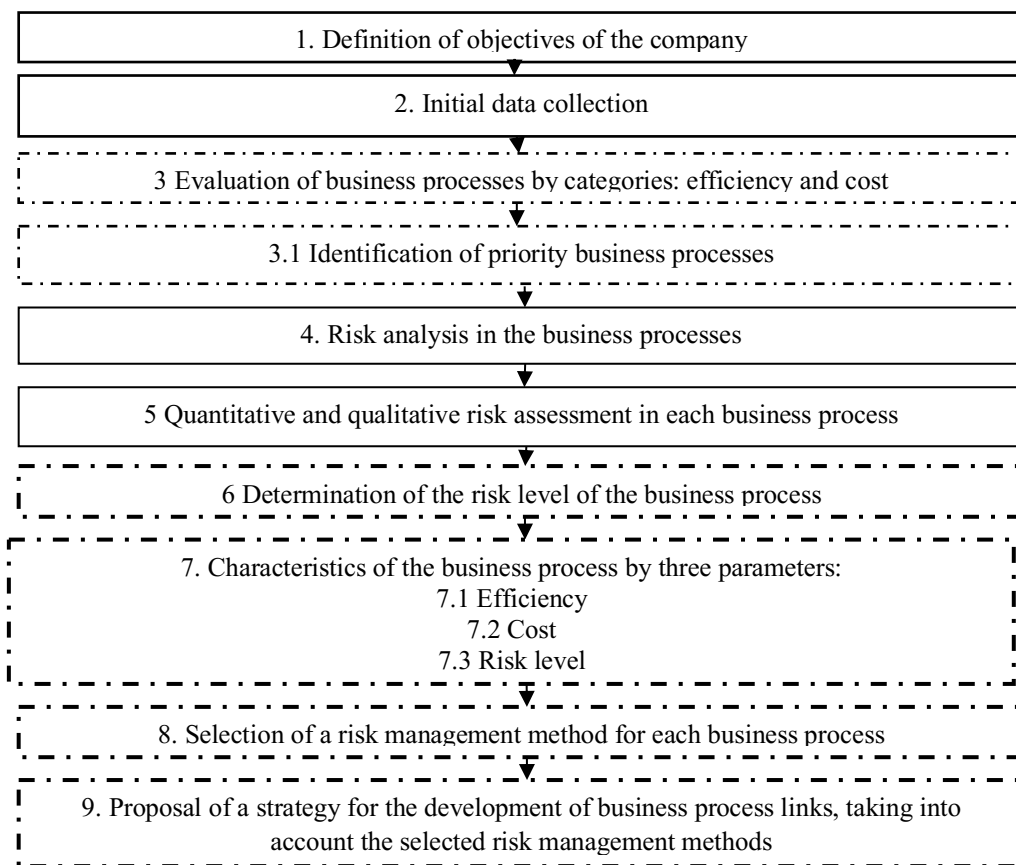 1. Definition of objectives of the company
2. Initial data collection
3 Evaluation of business processes by categories: efficiency and cost
3.1 Identification of priority business processes
4. Risk analysis in the business processes
5 Quantitative and qualitative risk assessment in each business process
6 Determination of the risk level of the business process
7. Characteristics of the business process by three parameters:
7.1 Efficiency
7.2 Cost
7.3 Risk level
8. Selection of a risk management method for each business process
9. Proposal of a strategy for the development of business process links, taking into
account the selected risk management methods